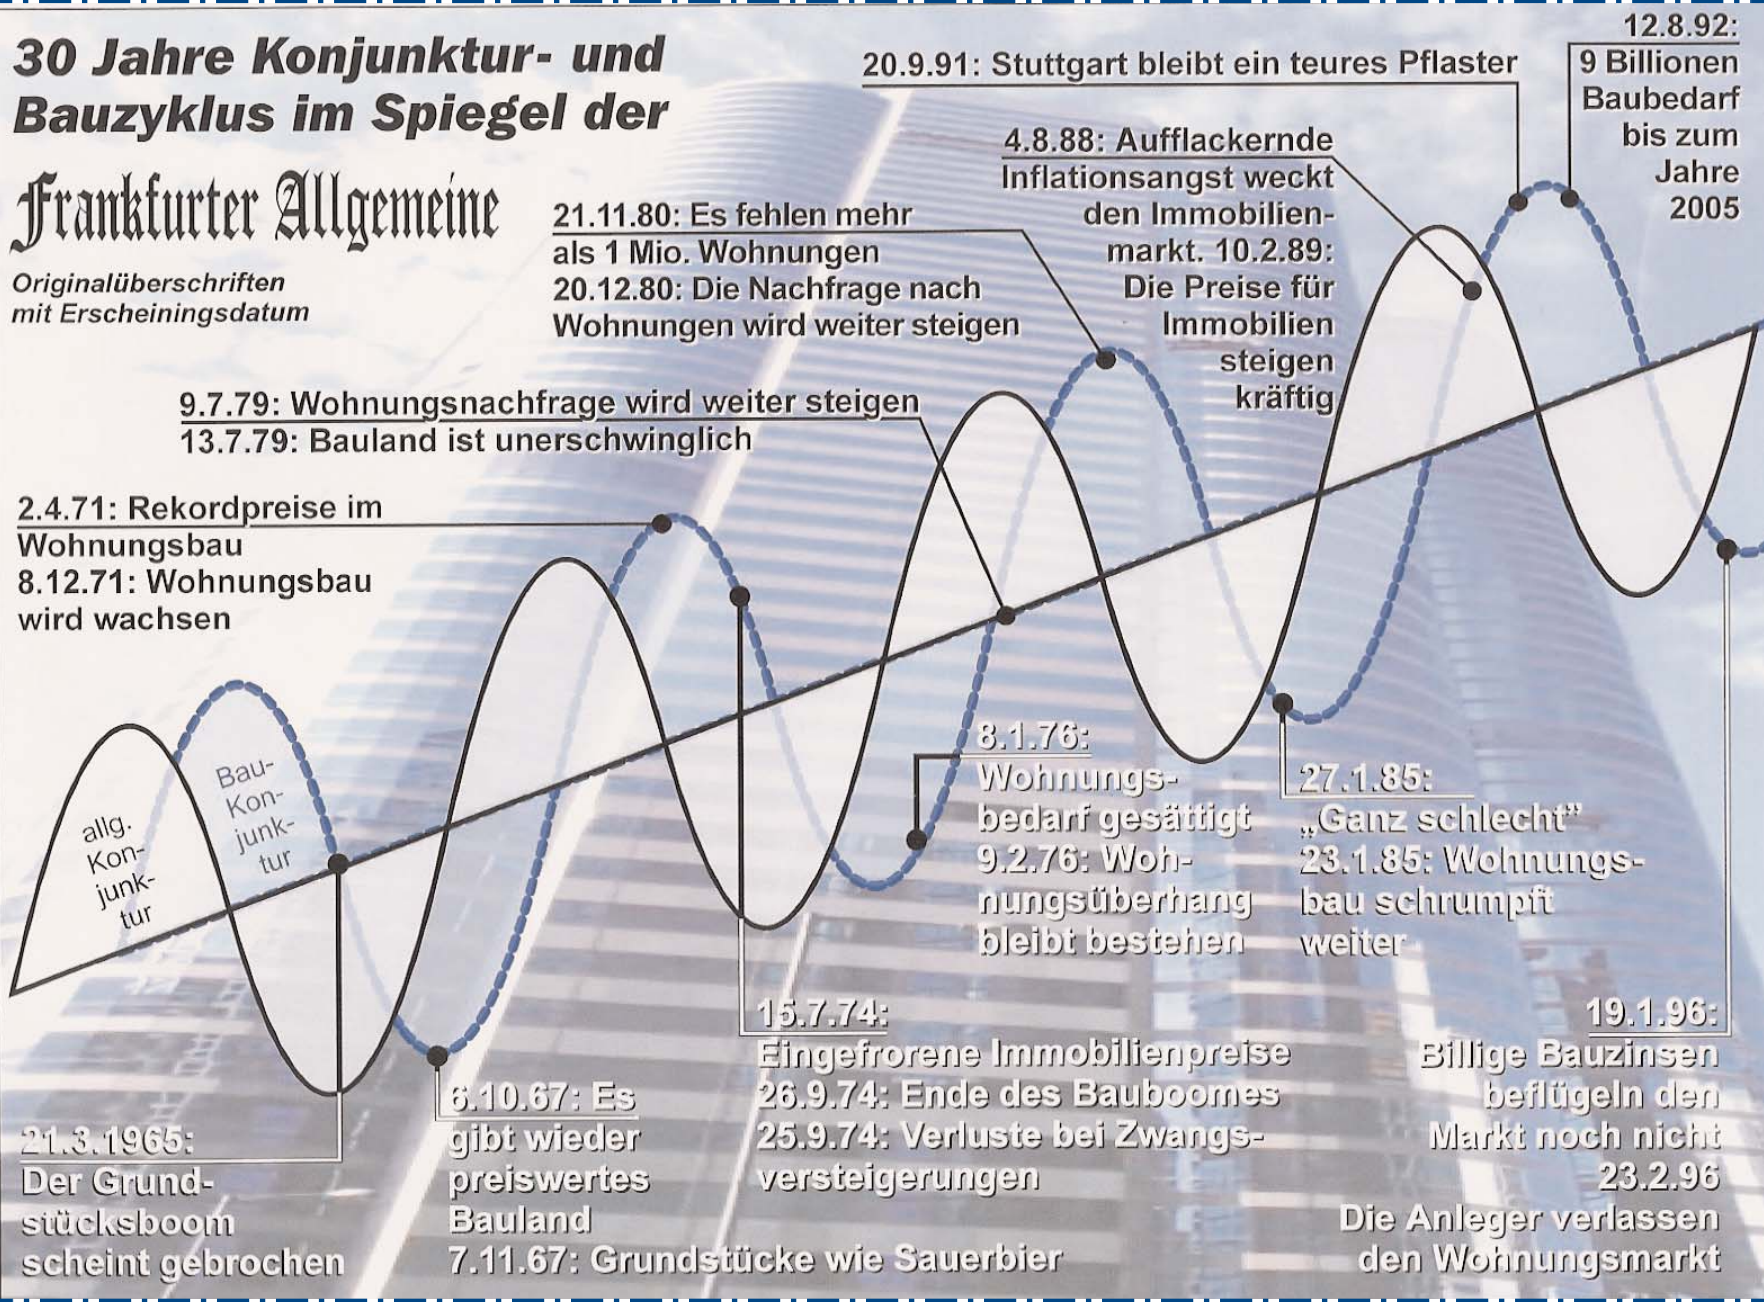 30 Jahre Konjunktur- und
Bauzyklus im Spiegel der
Frankfurter Allgemeine
Originalüberschriften
mit Erscheiningsdatum
20.9.91: Stuttgart bleibt ein teures Pflaster
12.8.92:
9 Billionen
Baubedarf
bis zum
Jahre
2005
4.8.88: Aufflackernde
Inflationsangst weckt
den Immobilien-
markt. 10.2.89:
Die Preise für
Immobilien
steigen
kräftig
21.11.80: Es fehlen mehr
als 1 Mio. Wohnungen
20.12.80: Die Nachfrage nach
Wohnungen wird weiter steigen
9.7.79: Wohnungsnachfrage wird weiter steigen
13.7.79: Bauland ist unerschwinglich
2.4.71: Rekordpreise im
Wohnungsbau
8.12.71: Wohnungsbau
wird wachsen
allg.
Kon-
junk-
tur
Bau-
Kon-
junk-
tur
8.1.76:
Wohnungs-
bedarf gesättigt
9.2.76: Woh-
nungsüberhang
bleibt bestehen
27.1.85:
„Ganz schlecht”
23.1.85: Wohnungs-
bau schrumpft
weiter
21.3.1965:
Der Grund-
stücksboom
scheint gebrochen
6.10.67: Es
gibt wieder
preiswertes
Bauland
7.11.67: Grundstücke wie Sauerbier
15.7.74:
Eingefrorene Immobilienpreise
26.9.74: Ende des Bauboomes
25.9.74: Verluste bei Zwangs-
versteigerungen
19.1.96:
Billige Bauzinsen
beflügeln den
Markt noch nicht
23.2.96
Die Anleger verlassen
den Wohnungsmarkt